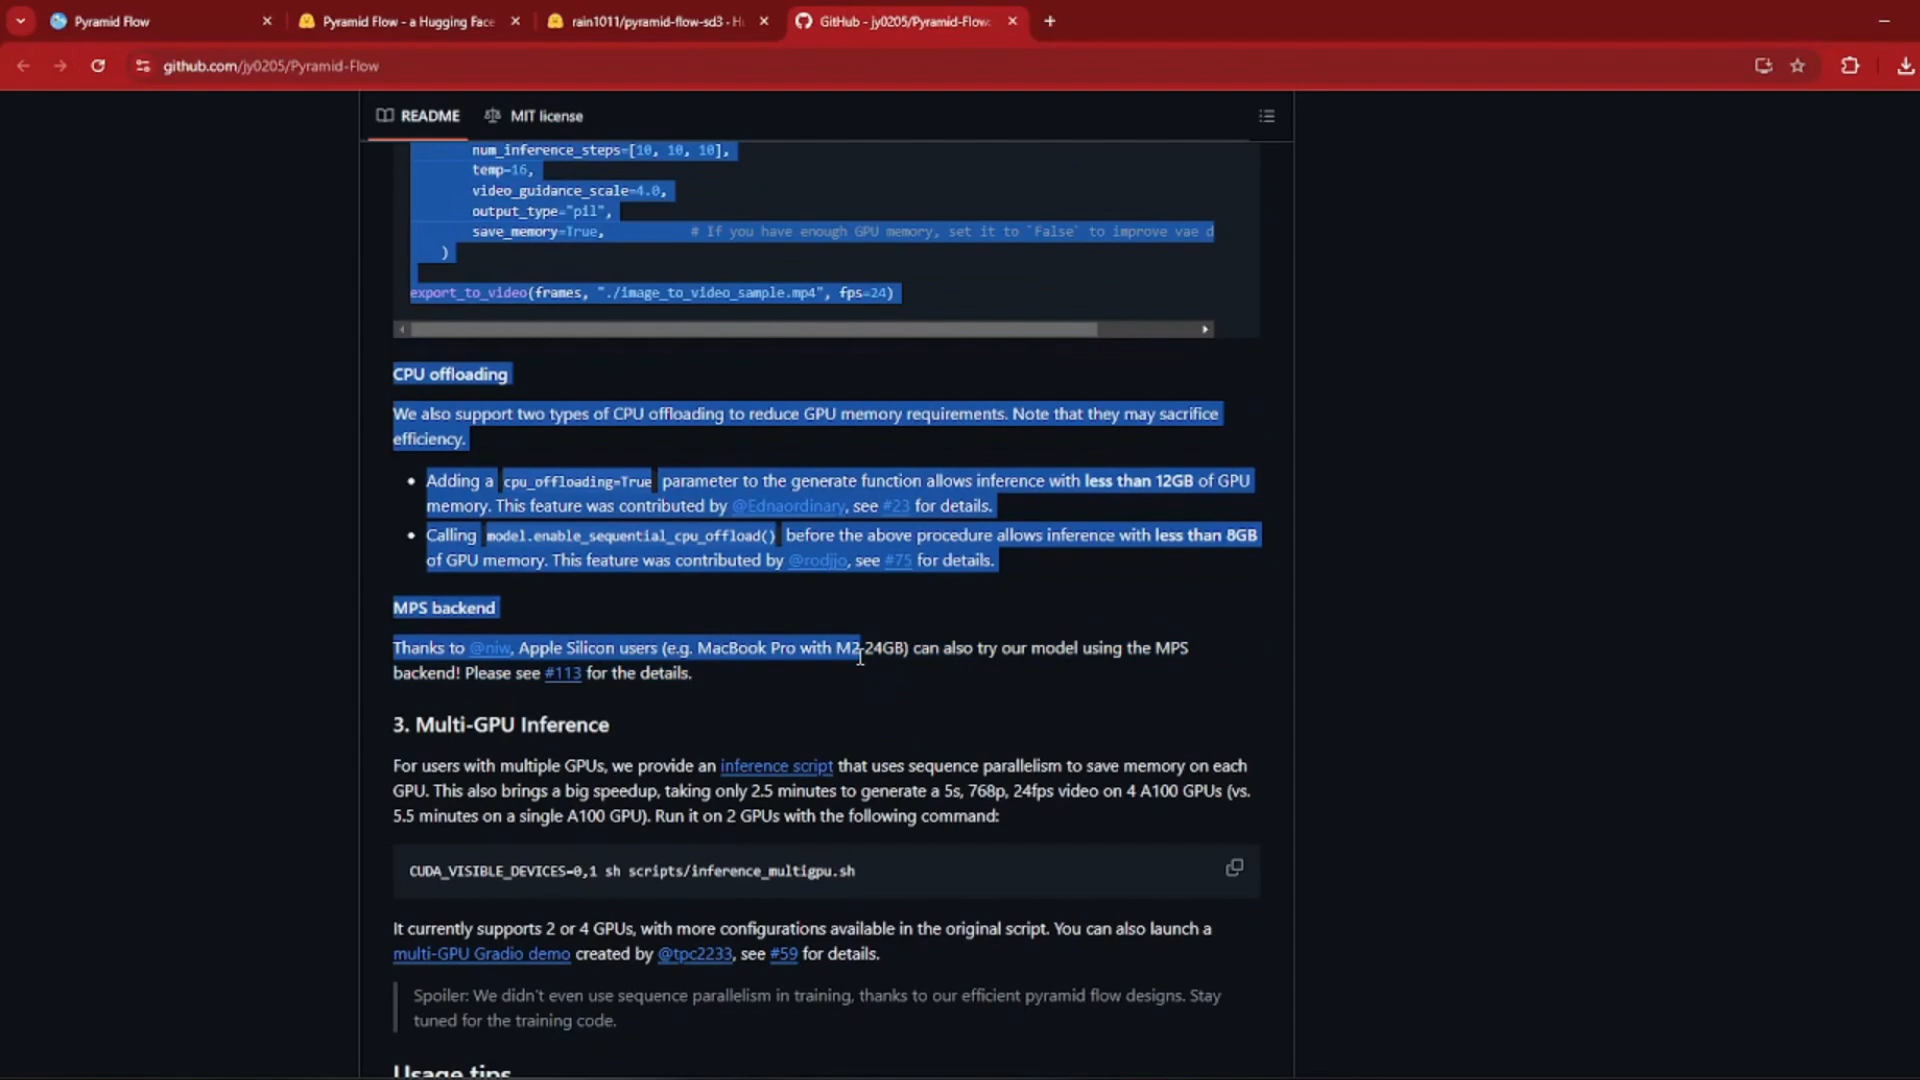 Pyramid Flow
Pyramid Flow - a Hugging Face
rain1011/pyramid-flow-sd3 · H
GitHub - jy0205/Pyramid-Flow
github.com/jy0205/Pyramid-Flow
README
MIT license
num_inference_steps=[10, 10, 10],
temp=16,
video_guidance_scale=4.0,
output_type="pil",
save_memory=True, # If you have enough GPU memory, set it to `False` to improve vae d
)
export_to_video(frames, "./image_to_video_sample.mp4", fps=24)
CPU offloading
We also support two types of CPU offloading to reduce GPU memory requirements. Note that they may sacrifice
efficiency.
• Adding a cpu_offloading=True parameter to the generate function allows inference with less than 12GB of GPU
memory. This feature was contributed by @Ednaordinary, see #23 for details.
• Calling model.enable_sequential_cpu_offload() before the above procedure allows inference with less than 8GB
of GPU memory. This feature was contributed by @rodjjo, see #75 for details.
MPS backend
Thanks to @niw, Apple Silicon users (e.g. MacBook Pro with M2 24GB) can also try our model using the MPS
backend! Please see #113 for the details.
3. Multi-GPU Inference
For users with multiple GPUs, we provide an inference script that uses sequence parallelism to save memory on each
GPU. This also brings a big speedup, taking only 2.5 minutes to generate a 5s, 768p, 24fps video on 4 A100 GPUs (vs.
5.5 minutes on a single A100 GPU). Run it on 2 GPUs with the following command:
CUDA_VISIBLE_DEVICES=0,1 sh scripts/inference_multigpu.sh
It currently supports 2 or 4 GPUs, with more configurations available in the original script. You can also launch a
multi-GPU Gradio demo created by @tpc2233, see #59 for details.
Spoiler: We didn't even use sequence parallelism in training, thanks to our efficient pyramid flow designs. Stay
tuned for the training code.
Usage tips